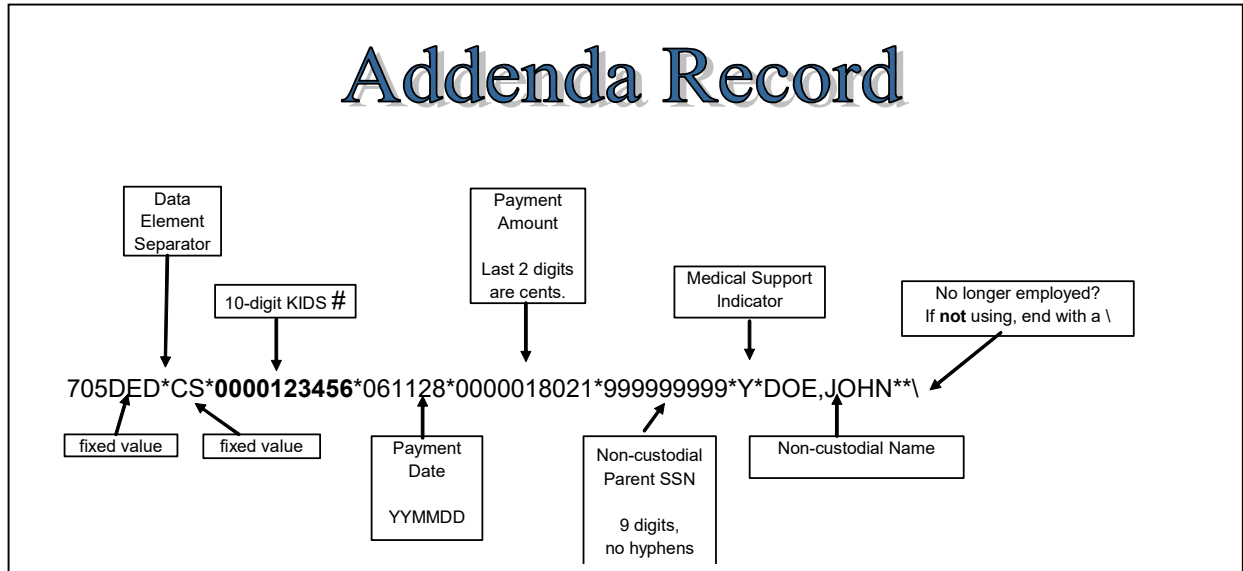 Addenda Record
Data
Element
Separator
10-digit KIDS #
Payment
Amount
Last 2 digits
are cents.
Medical Support
Indicator
No longer employed?
If not using, end with a \
705DED*CS*0000123456*061128*0000018021*999999999*Y*DOE,JOHN**\
fixed value
fixed value
Payment
Date
YYMMDD
Non-custodial
Parent SSN
9 digits,
no hyphens
Non-custodial Name